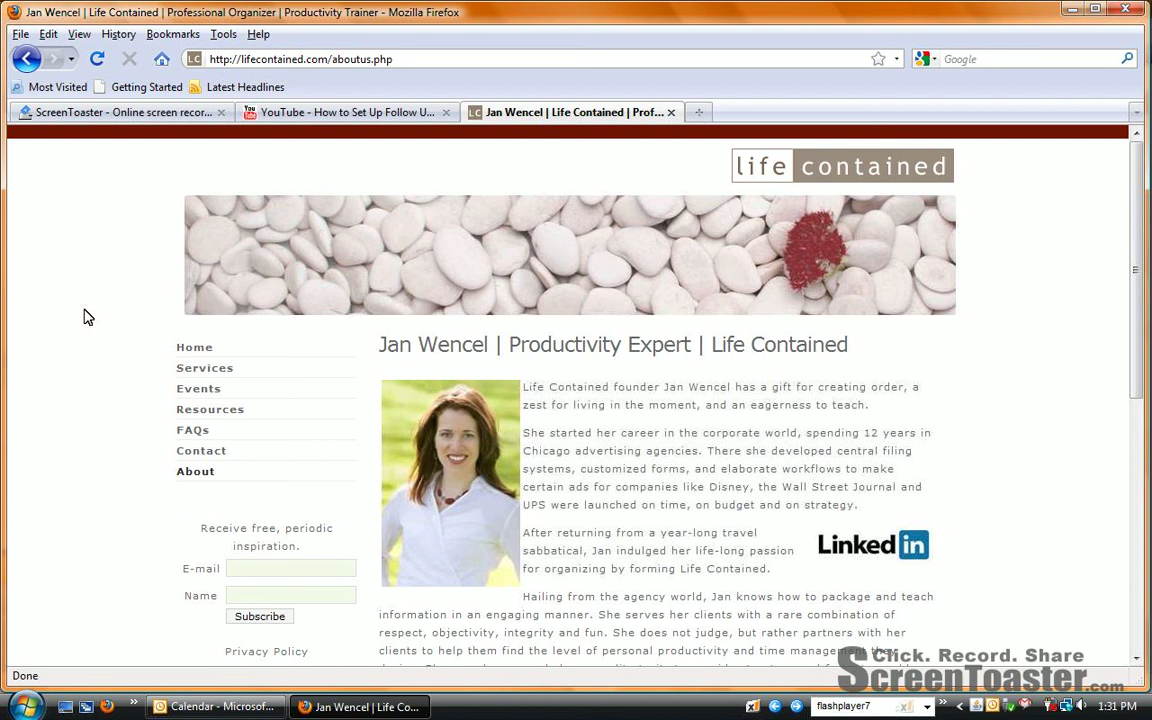 Jan Wencel | Life Contained | Professional Organizer | Productivity Trainer - Mozilla Firefox
File Edit View History Bookmarks Tools Help
LC http://lifecontained.com/aboutus.php Google
Most Visited Getting Started Latest Headlines
ScreenToaster - Online screen recor... YouTube - How to Set Up Follow U... LC Jan Wencel | Life Contained | Prof...
life contained
Jan Wencel | Productivity Expert | Life Contained
Home
Services
Events
Resources
FAQs
Contact
About
Receive free, periodic
inspiration.
E-mail
Name
Subscribe
Privacy Policy
Life Contained founder Jan Wencel has a gift for creating order, a
zest for living in the moment, and an eagerness to teach.
She started her career in the corporate world, spending 12 years in
Chicago advertising agencies. There she developed central filing
systems, customized forms, and elaborate workflows to make
certain ads for companies like Disney, the Wall Street Journal and
UPS were launched on time, on budget and on strategy.
After returning from a year-long travel
sabbatical, Jan indulged her life-long passion
for organizing by forming Life Contained.
Linked in
Hailing from the agency world, Jan knows how to package and teach
information in an engaging manner. She serves her clients with a rare combination of
respect, objectivity, integrity and fun. She does not judge, but rather partners with her
clients to help them find the level of personal productivity and time management they
Click. Record. Share
ScreenToaster.com
Done
Calendar - Microsof... Jan Wencel | Life Co... flashplayer7 1:31 PM